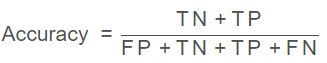 Accuracy = TN + TP
FP + TN + TP + FN